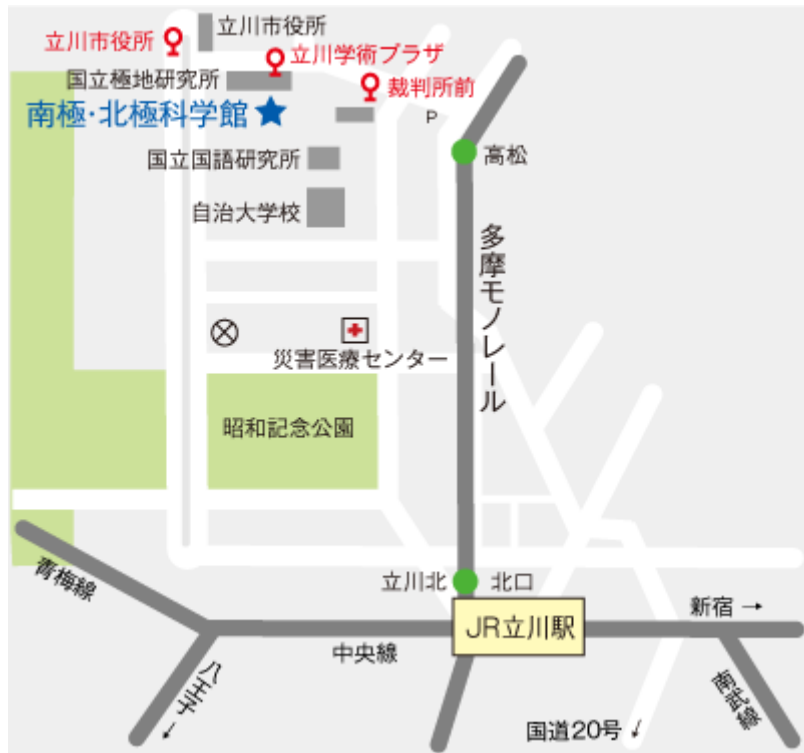 立川市役所
立川市役所
立川学術プラザ
国立極地研究所
裁判所前
南極・北極科学館
P
高松
国立国語研究所
自治大学校
多摩モノレール
災害医療センター
昭和記念公園
青梅線
立川北
北口
新宿→
JR立川駅
中央線
八王子↓
南武線
国道20号↓